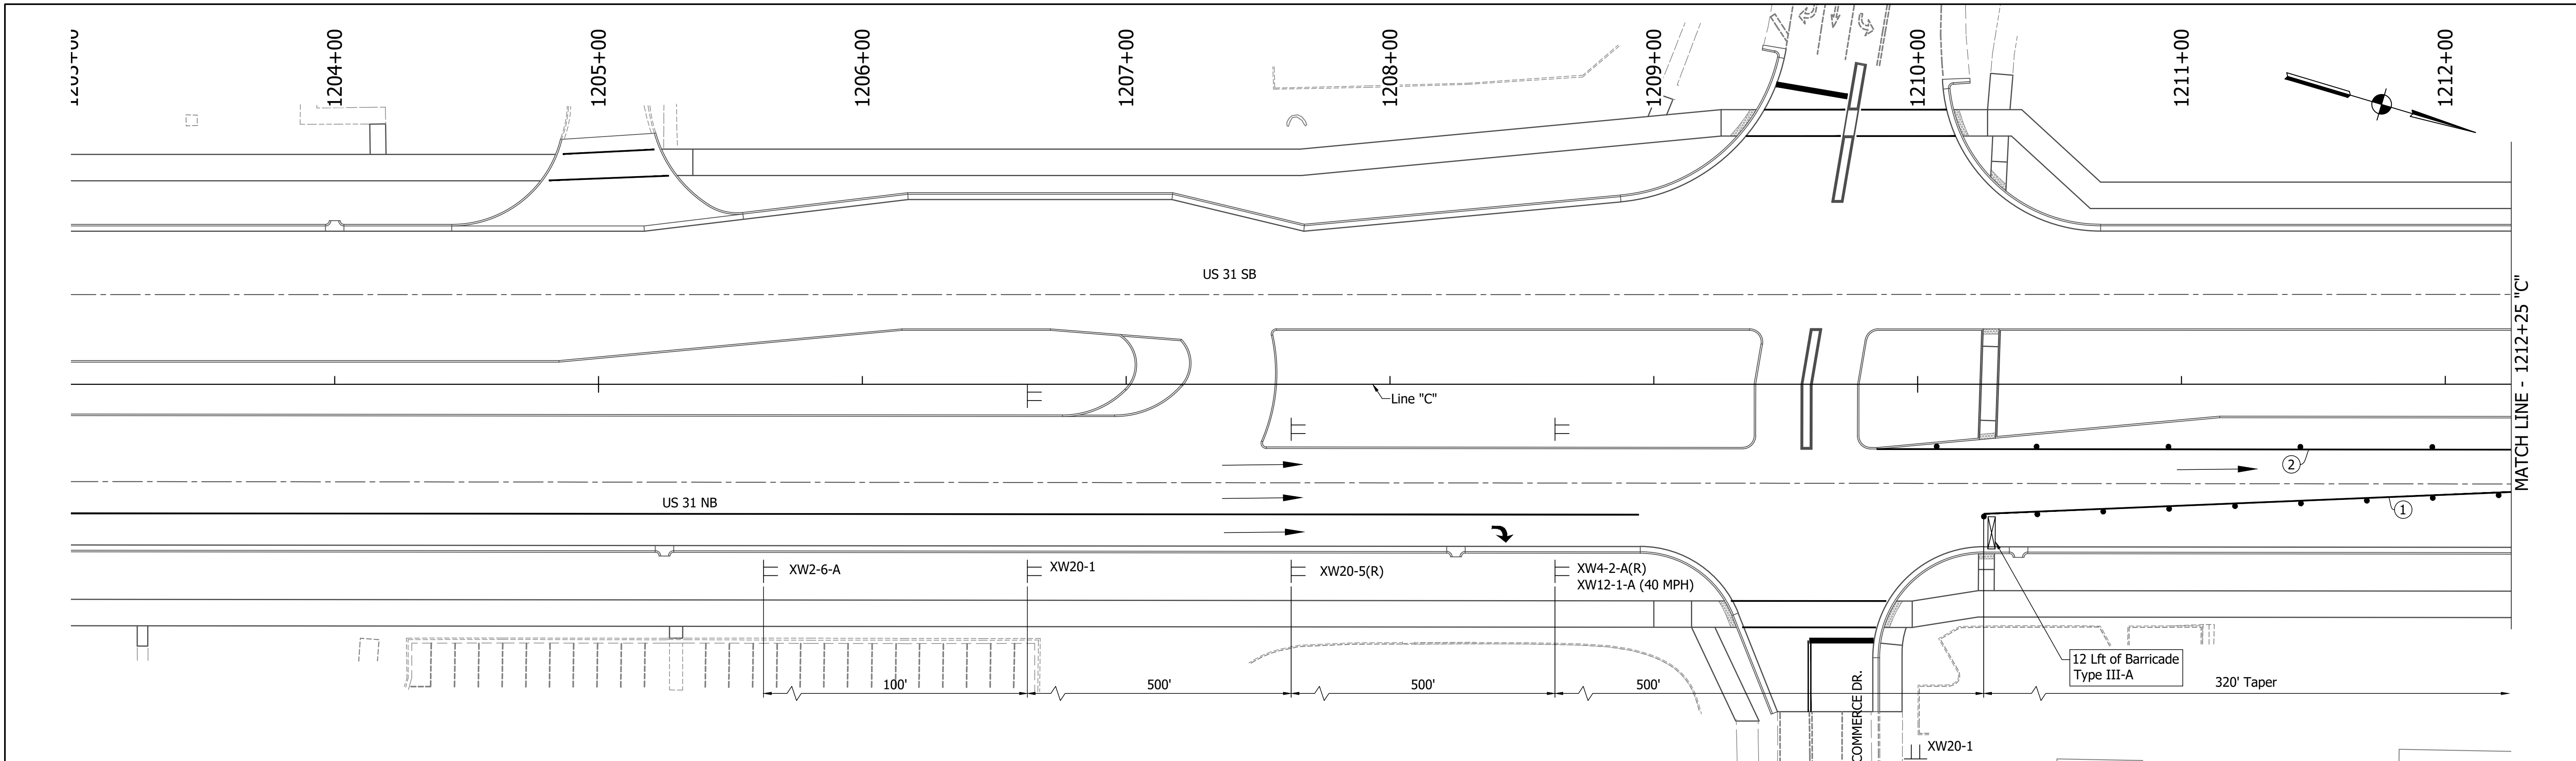 1203+00
1204+00
1205+00
1206+00
1207+00
1208+00
1209+00
1210+00
1211+00
1212+00
US 31 SB
MATCH LINE - 1212+25 "C"
Line "C"
2
US 31 NB
1
XW2-6-A
XW20-1
XW20-5(R)
XW4-2-A(R)
XW12-1-A (40 MPH)
12 Lft of Barricade
Type III-A
100'
500'
500'
500'
320' Taper
COMMERCE DR.
XW20-1